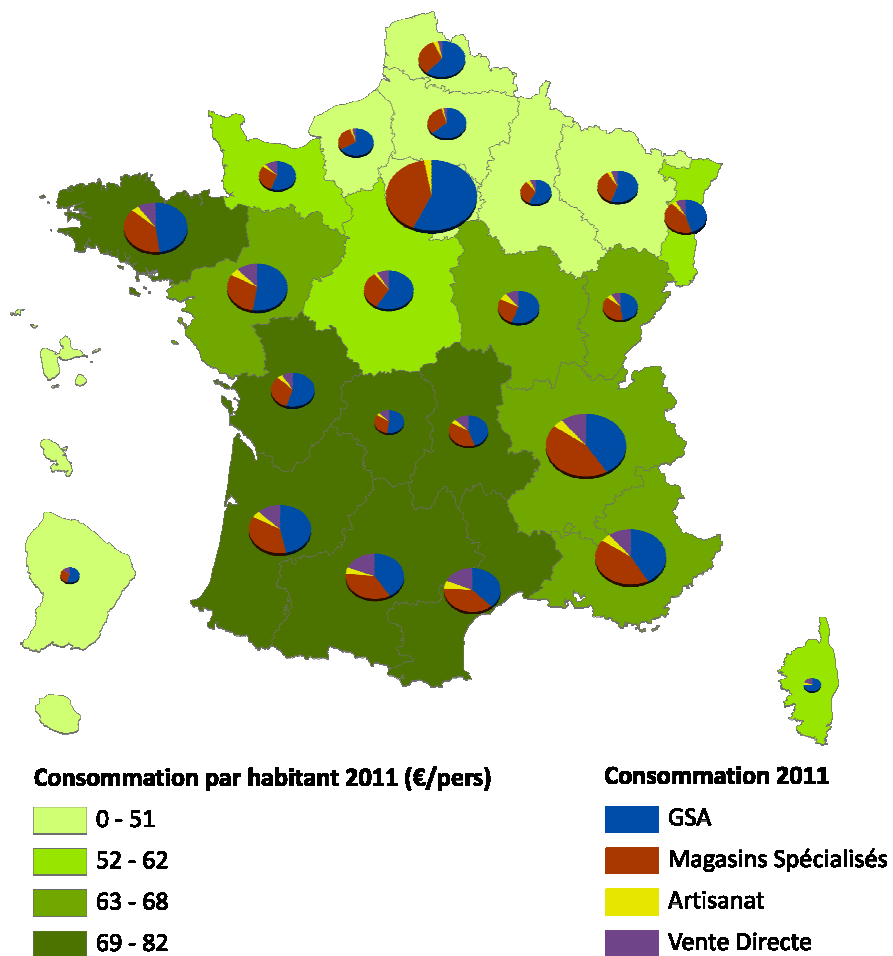 Consommation par habitant 2011 (€/pers)
0 - 51
52 - 62
63 - 68
69 - 82
Consommation 2011
GSA
Magasins Spécialisés
Artisanat
Vente Directe